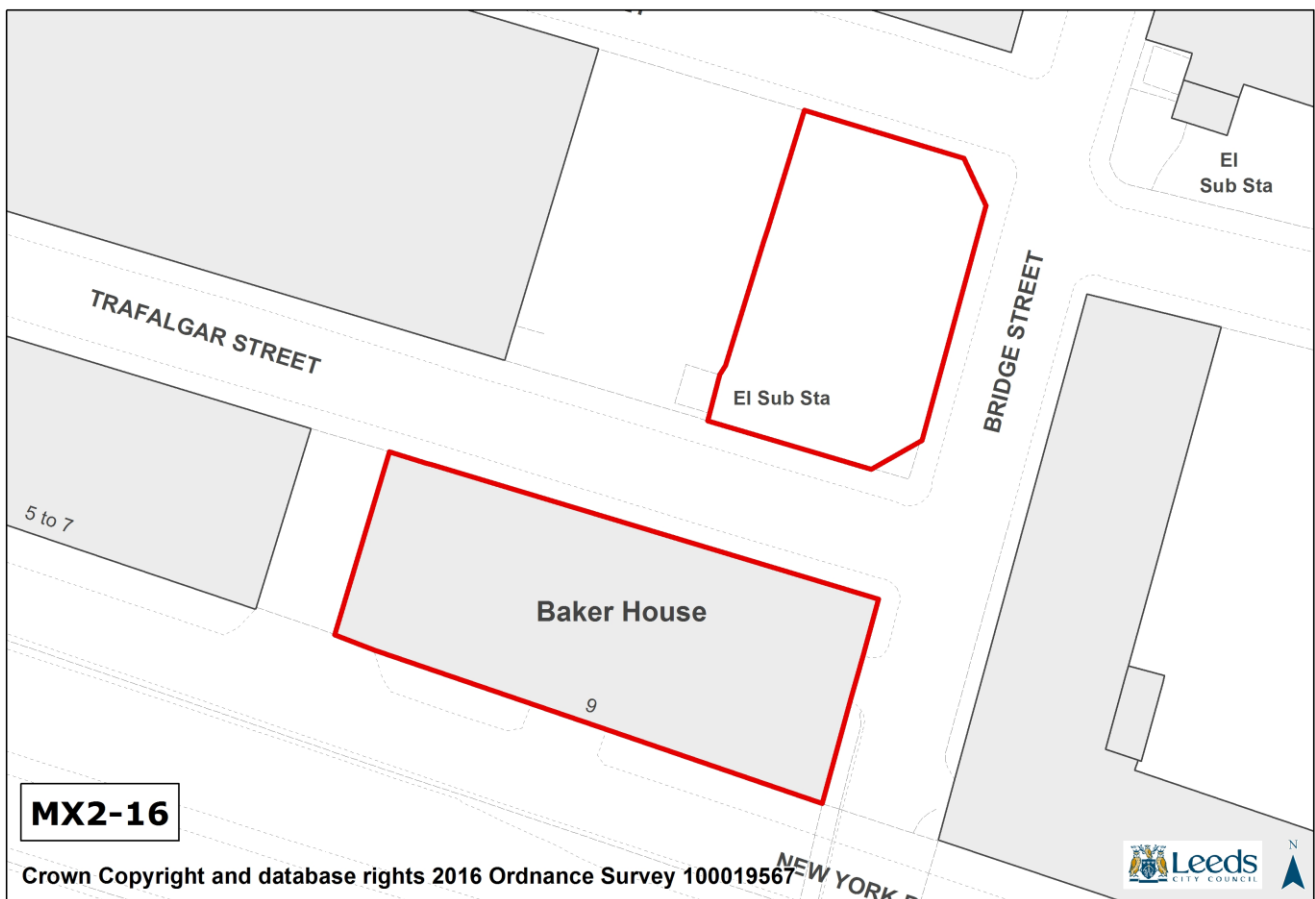 El
Sub Sta
TRAFALGAR STREET
BRIDGE STREET
El Sub Sta
5 to 7
Baker House
9
MX2-16
NEW YORK
Crown Copyright and database rights 2016 Ordnance Survey 100019567
Leeds
CITY COUNCIL
N